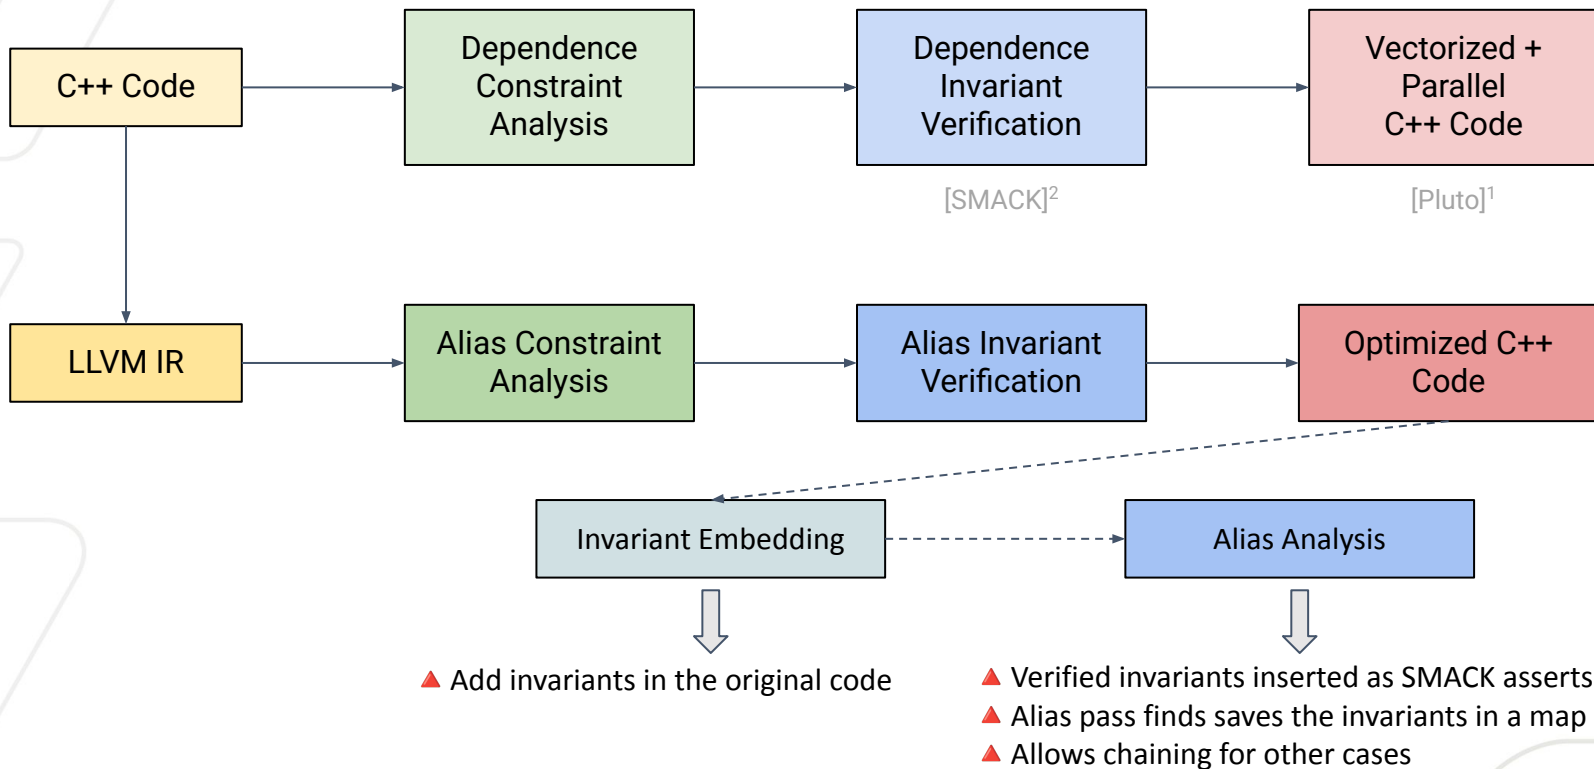 C++ Code
Dependence
Constraint
Analysis
Dependence
Invariant
Verification
Vectorized +
Parallel
C++ Code
[SMACK]2
[Pluto]1
LLVM IR
Alias Constraint
Analysis
Alias Invariant
Verification
Optimized C++
Code
Invariant Embedding
Alias Analysis
Add invariants in the original code
Verified invariants inserted as SMACK asserts
Alias pass finds saves the invariants in a map
Allows chaining for other cases